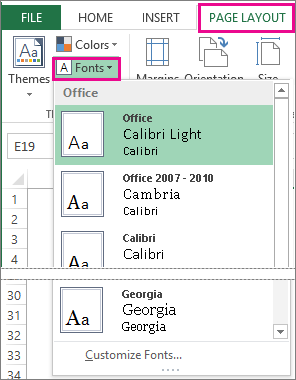 FILE HOME INSERT PAGE LAYOUT
Colors
A Fonts
Themes
Margins Orientation Size
Office
E19
Aa
Office
Calibri Light
Calibri
Aa
Office 2007 - 2010
Cambria
Calibri
Aa
Calibri
Calibri
1
2
3
4
30
31
32
33
34
Aa
Georgia
Georgia
Georgia
Customize Fonts...